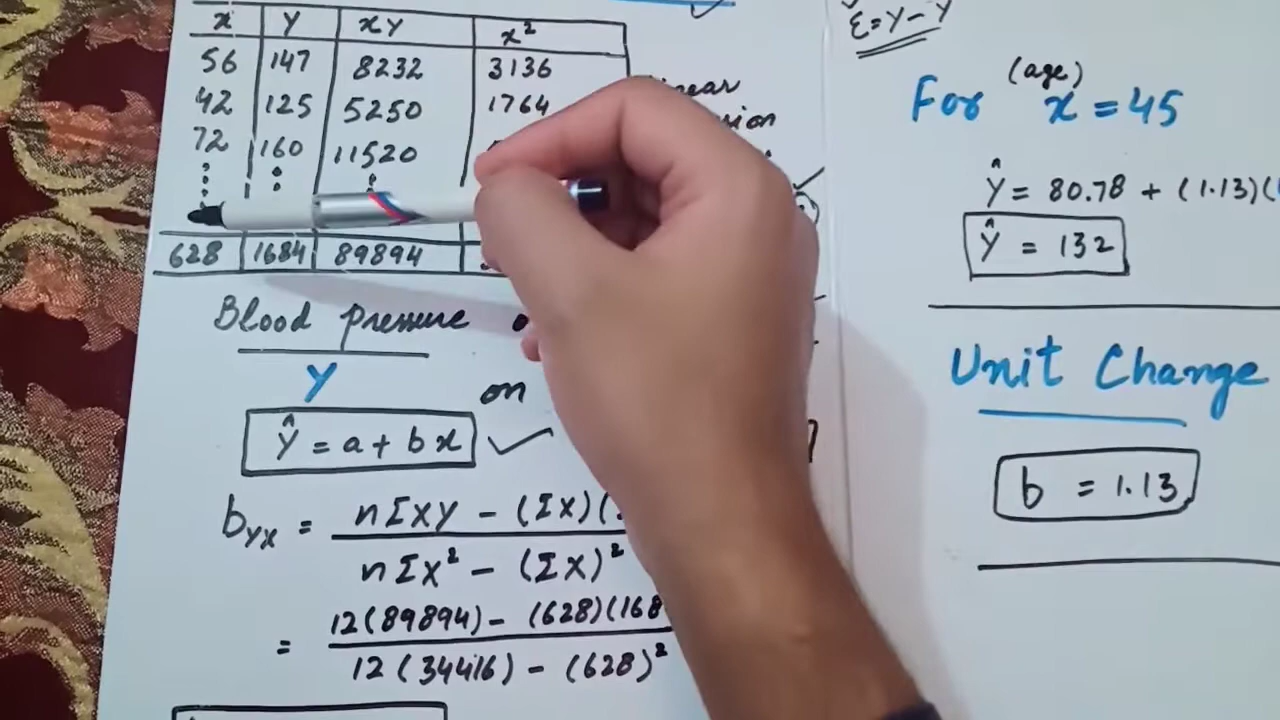 x Y xY x²
56 147 8232 3136
42 125 5250 1764
72 160 11520
628 1684 89894
Blood pressure
Y on
Ŷ = a + bx
bYX = nΣXY - (ΣX)(
nΣX² - (ΣX)²
= 12(89894) - (628)(168
12(34416) - (628)²
ε = Y - Ŷ
(age)
For x = 45
Ŷ = 80.78 + (1.13)(
Ŷ = 132
Unit Change
b = 1.13